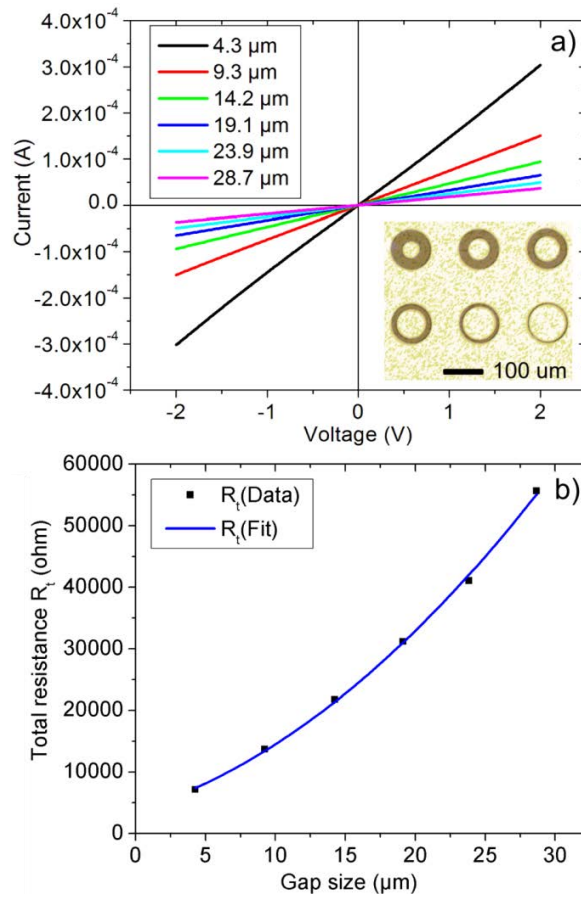 a)
4.0x10⁻⁴
3.0x10⁻⁴
2.0x10⁻⁴
1.0x10⁻⁴
0.0
-1.0x10⁻⁴
-2.0x10⁻⁴
-3.0x10⁻⁴
-4.0x10⁻⁴
Current (A)
4.3 µm
9.3 µm
14.2 µm
19.1 µm
23.9 µm
28.7 µm
100 um
-2 -1 0 1 2
Voltage (V)
b)
60000
50000
40000
30000
20000
10000
0
Total resistance Rₜ (ohm)
Rₜ(Data)
Rₜ(Fit)
0 5 10 15 20 25 30
Gap size (µm)